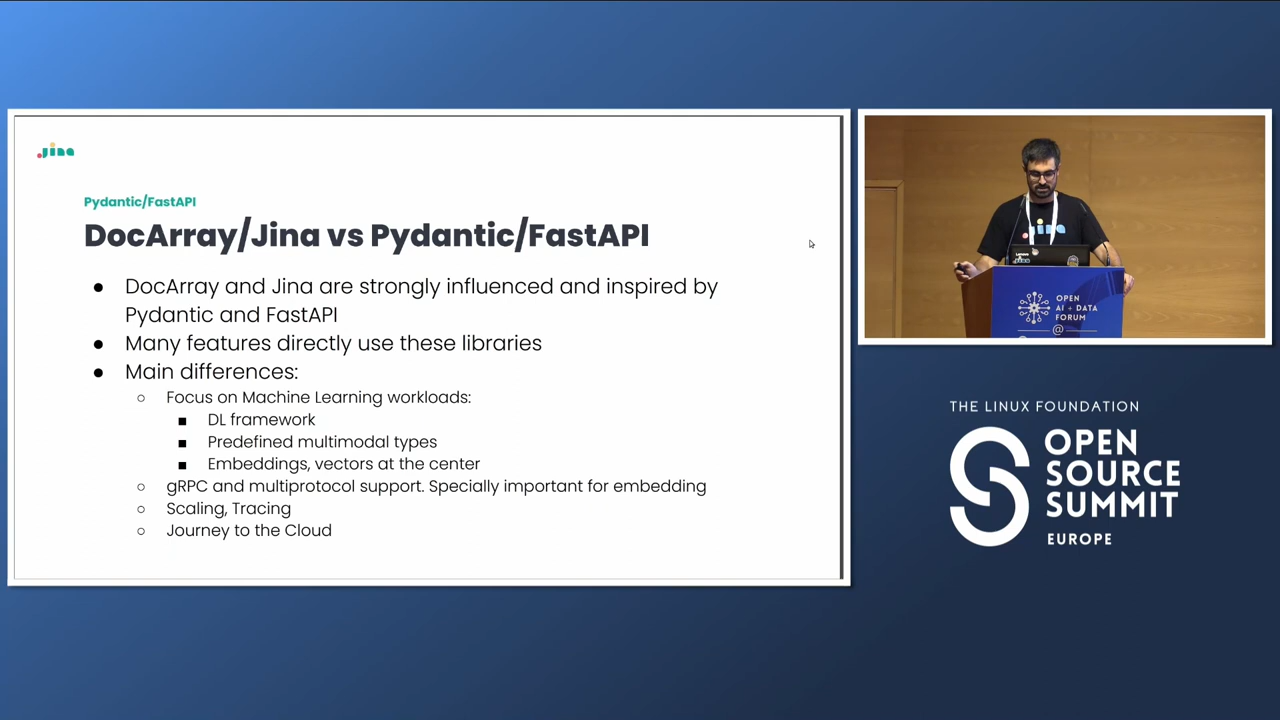 Jina
Pydantic/FastAPI
DocArray/Jina vs Pydantic/FastAPI
● DocArray and Jina are strongly influenced and inspired by
Pydantic and FastAPI
● Many features directly use these libraries
● Main differences:
○ Focus on Machine Learning workloads:
■ DL framework
■ Predefined multimodal types
■ Embeddings, vectors at the center
○ gRPC and multiprotocol support. Specially important for embedding
○ Scaling, Tracing
○ Journey to the Cloud
Jina
Jina
OPEN
AI + DATA
FORUM
@
THE LINUX FOUNDATION
OPEN
SOURCE
SUMMIT
EUROPE